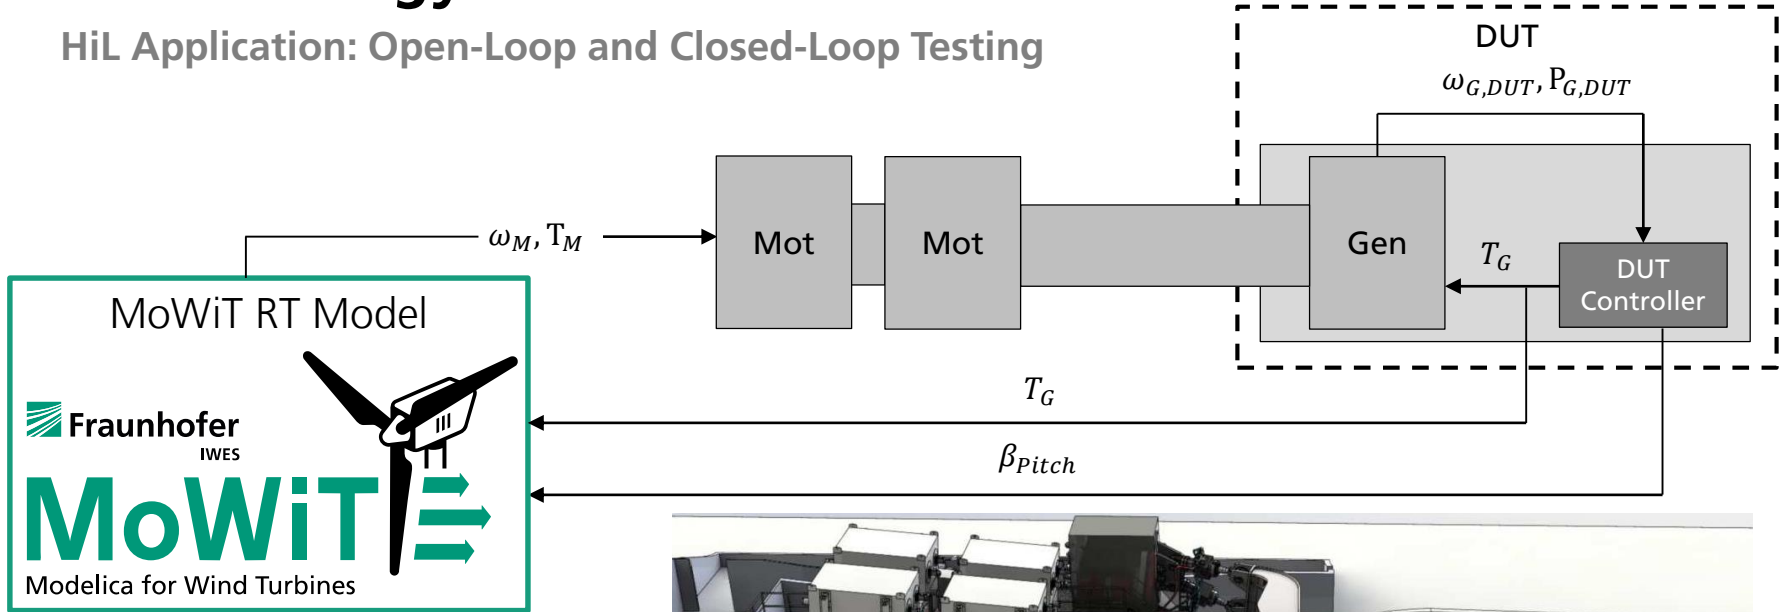 HiL Application: Open-Loop and Closed-Loop Testing
DUT
ω_{G,DUT}, P_{G,DUT}
ω_M, T_M
Mot
Mot
Gen
T_G
DUT
Controller
MoWiT RT Model
T_G
β_{Pitch}
Fraunhofer
IWES
MoWiT
Modelica for Wind Turbines